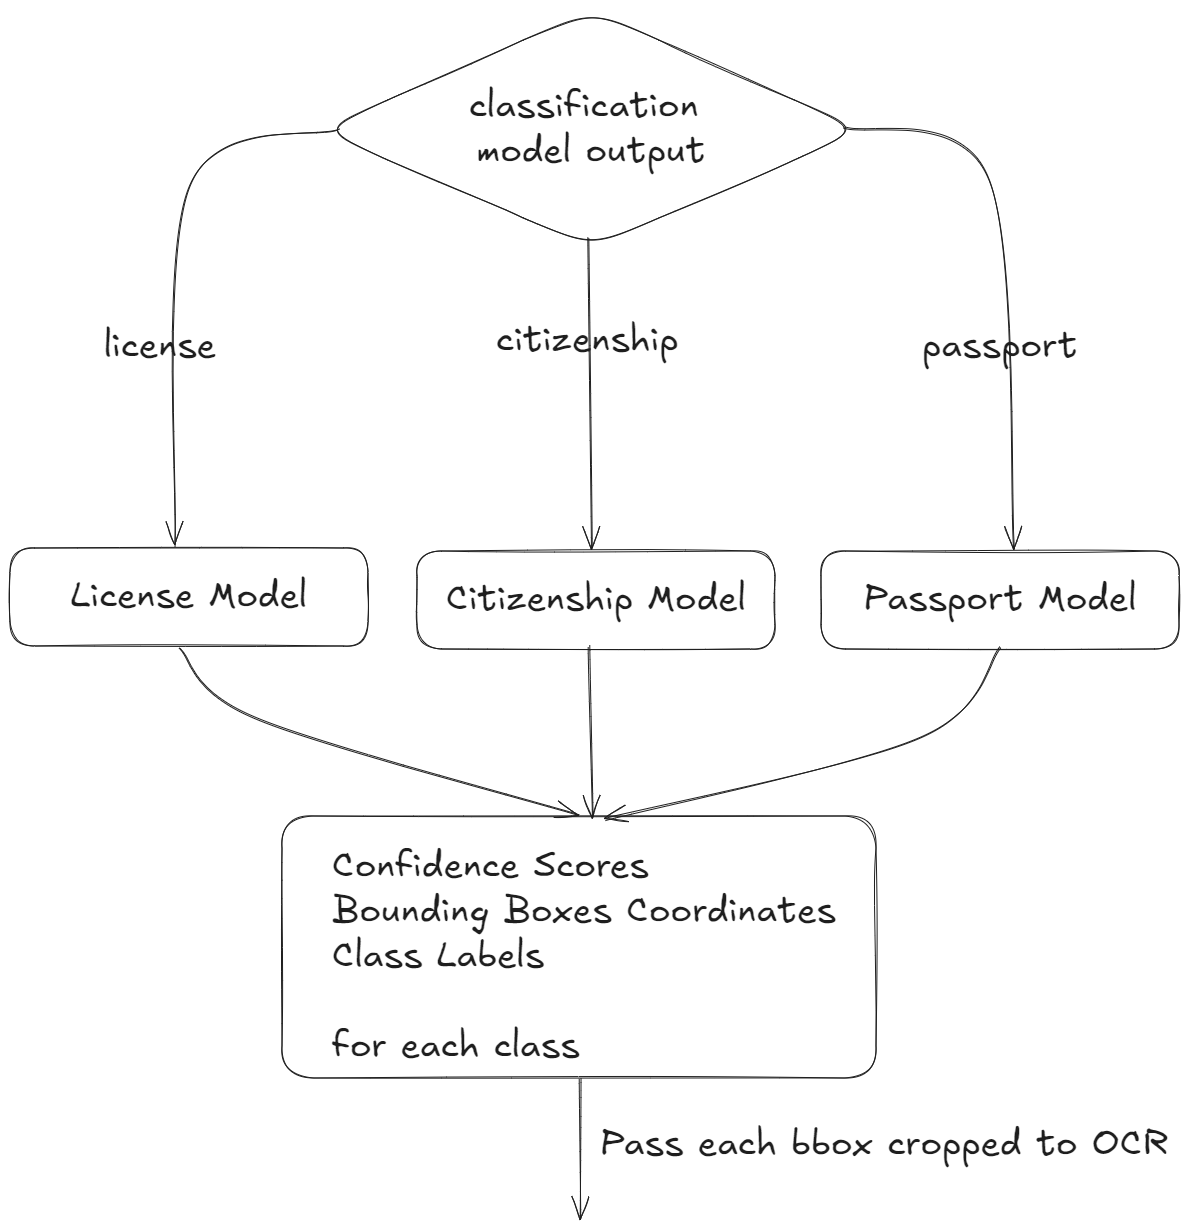 classification
model output
license
citizenship
passport
License Model
Citizenship Model
Passport Model
Confidence Scores
Bounding Boxes Coordinates
Class Labels
for each class
Pass each bbox cropped to OCR